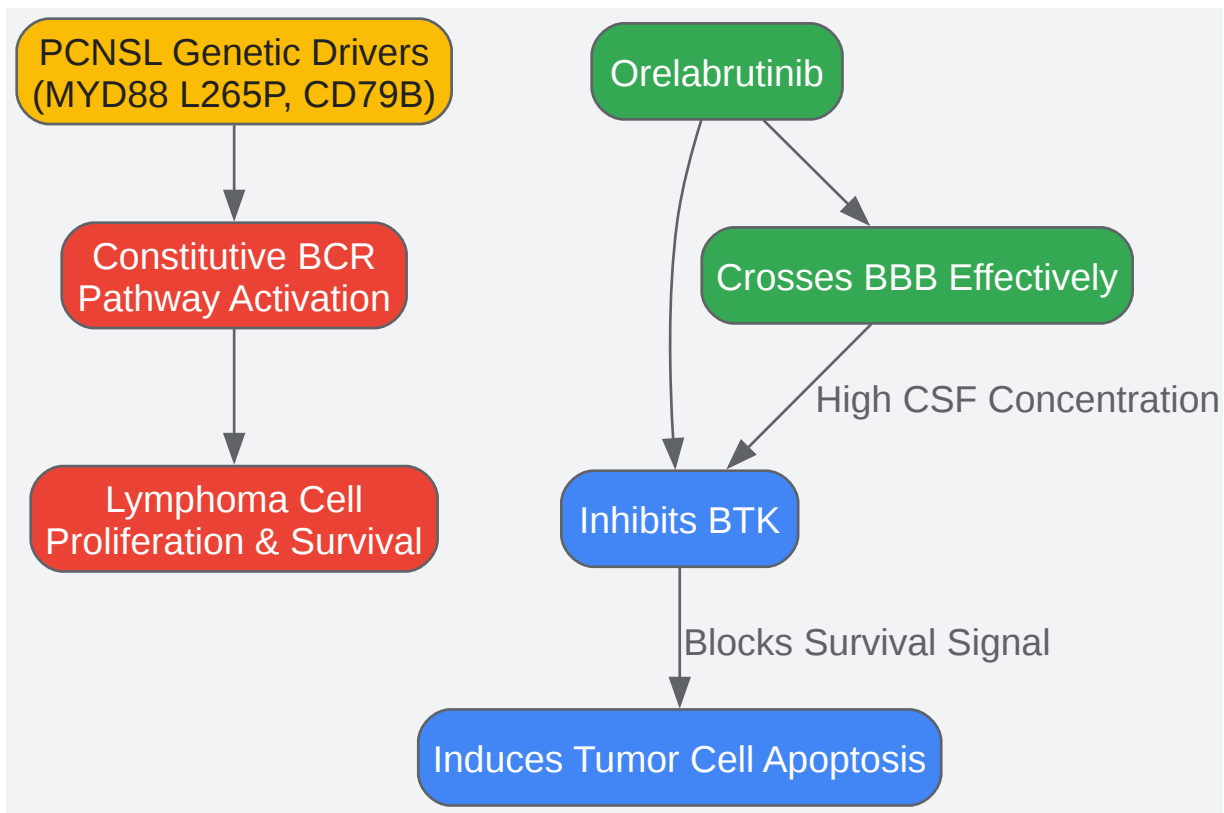 PCNSL Genetic Drivers
(MYD88 L265P, CD79B)
Constitutive BCR
Pathway Activation
Lymphoma Cell
Proliferation & Survival
Orelabrutinib
Crosses BBB Effectively
High CSF Concentration
Inhibits BTK
Blocks Survival Signal
Induces Tumor Cell Apoptosis